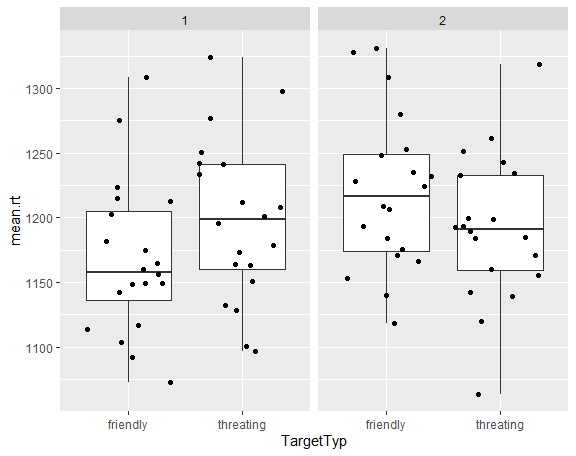 1 2
mean.rt
1300
1250
1200
1150
1100
friendly threating friendly threating
TargetTyp